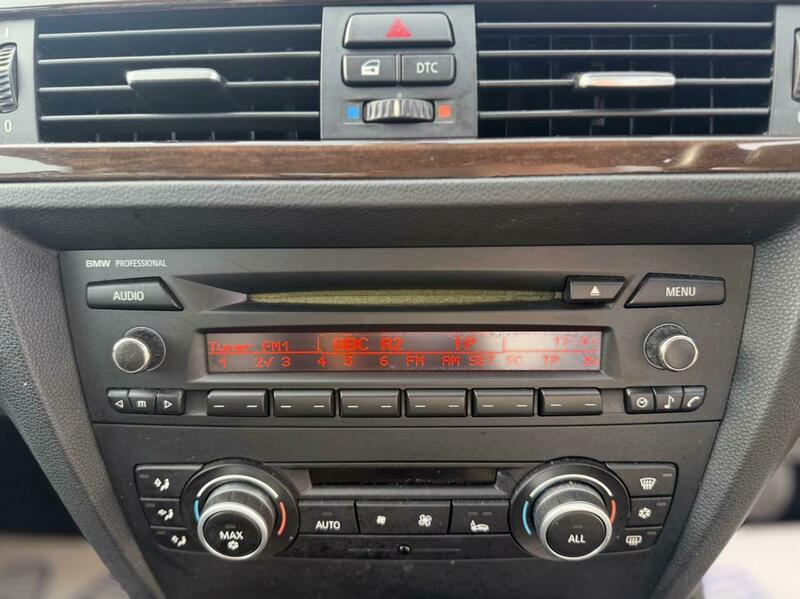 DTC
0
BMW PROFESSIONAL
AUDIO
MENU
Tuner FM1 BBC R2 TP
1 2√ 3 4 5 6 FM AM SET SC TP
m
AUTO
MAX
ALL